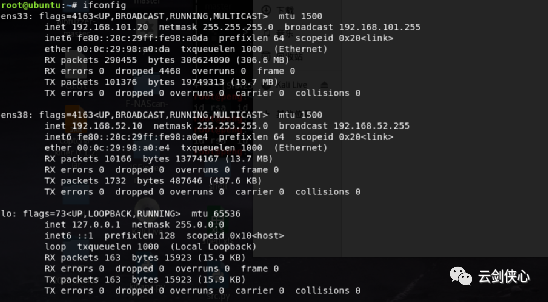 root@ubuntu:~# ifconfig
ens33: flags=4163<UP,BROADCAST,RUNNING,MULTICAST>  mtu 1500
inet 192.168.101.20  netmask 255.255.255.0  broadcast 192.168.101.255
inet6 fe80::20c:29ff:fe98:a0da  prefixlen 64  scopeid 0x20<link>
ether 00:0c:29:98:a0:da  txqueuelen 1000  (Ethernet)
RX packets 290455  bytes 306624090 (306.6 MB)
RX errors 0  dropped 4468  overruns 0  frame 0
TX packets 101376  bytes 19749313 (19.7 MB)
TX errors 0  dropped 0 overruns 0  carrier 0  collisions 0
ens38: flags=4163<UP,BROADCAST,RUNNING,MULTICAST>  mtu 1500
inet 192.168.52.10  netmask 255.255.255.0  broadcast 192.168.52.255
inet6 fe80::20c:29ff:fe98:a0e4  prefixlen 64  scopeid 0x20<link>
ether 00:0c:29:98:a0:e4  txqueuelen 1000  (Ethernet)
RX packets 10166  bytes 13774167 (13.7 MB)
RX errors 0  dropped 0  overruns 0  frame 0
TX packets 1732  bytes 487646 (487.6 KB)
TX errors 0  dropped 0 overruns 0  carrier 0  collisions 0
lo: flags=73<UP,LOOPBACK,RUNNING>  mtu 65536
inet 127.0.0.1  netmask 255.0.0.0
inet6 ::1  prefixlen 128  scopeid 0x10<host>
loop  txqueuelen 1000  (Local Loopback)
RX packets 163  bytes 15923 (15.9 KB)
RX errors 0  dropped 0  overruns 0  frame 0
TX packets 163  bytes 15923 (15.9 KB)
TX errors 0  dropped 0 overruns 0  carrier 0  collisions 0
云剑侠心